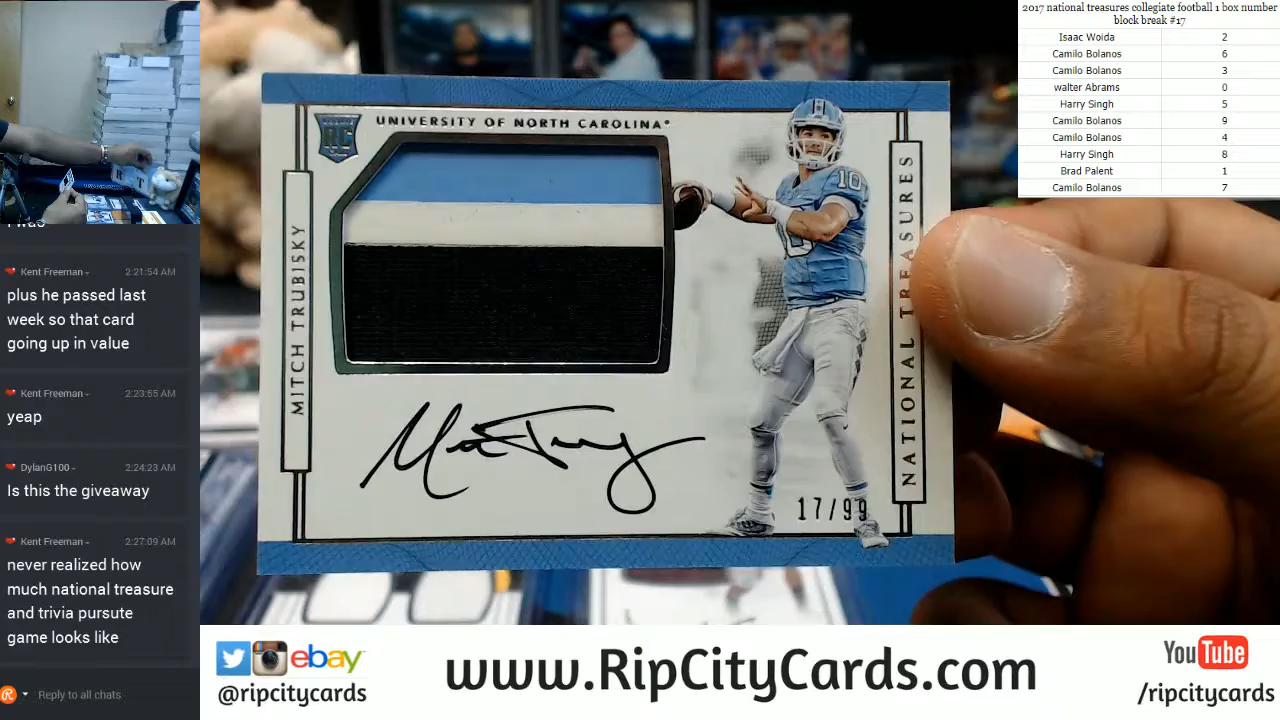 I was
Kent Freeman - 2:21:54 AM
plus he passed last
week so that card
going up in value
Kent Freeman - 2:23:55 AM
yeap
DylanG100 - 2:24:23 AM
Is this the giveaway
Kent Freeman - 2:27:09 AM
never realized how
much national treasure
and trivia pursute
game looks like
Reply to all chats
RC
UNIVERSITY OF NORTH CAROLINA
MITCH TRUBISKY
10
NATIONAL TREASURES
17/99
2017 national treasures collegiate football 1 box number
block break #17
Isaac Woida 2
Camilo Bolanos 6
Camilo Bolanos 3
walter Abrams 0
Harry Singh 5
Camilo Bolanos 9
Camilo Bolanos 4
Harry Singh 8
Brad Palent 1
Camilo Bolanos 7
ebay
@ripcitycards
www.RipCityCards.com
YouTube
/ripcitycards